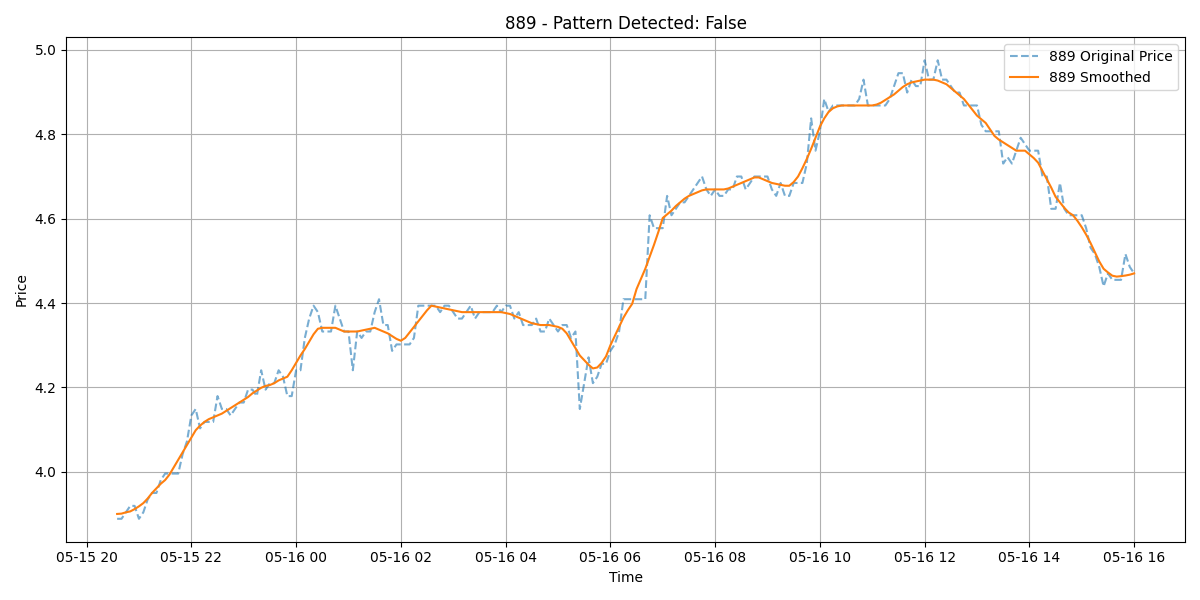 889 - Pattern Detected: False
889 Original Price
889 Smoothed
Price
5.0
4.8
4.6
4.4
4.2
4.0
05-15 20 05-15 22 05-16 00 05-16 02 05-16 04 05-16 06 05-16 08 05-16 10 05-16 12 05-16 14 05-16 16
Time